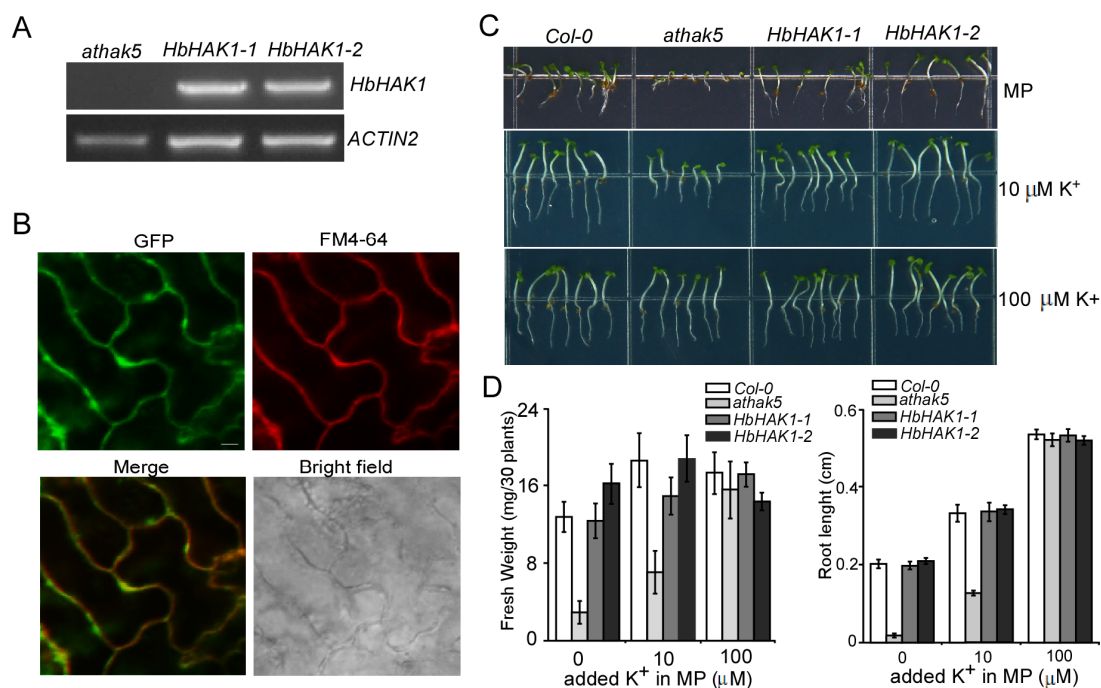 A
athak5 HbHAK1-1 HbHAK1-2
HbHAK1
ACTIN2
B
GFP FM4-64
Merge Bright field
C
Col-0 athak5 HbHAK1-1 HbHAK1-2
MP
10 μM K⁺
100 μM K+
D
Fresh Weight (mg/30 plants)
24
16
8
0
Col-0
athak5
HbHAK1-1
HbHAK1-2
0 10 100
added K⁺ in MP (μM)
Root lenght (cm)
0.6
0.4
0.2
0
Col-0
athak5
HbHAK1-1
HbHAK1-2
0 10 100
added K⁺ in MP (μM)